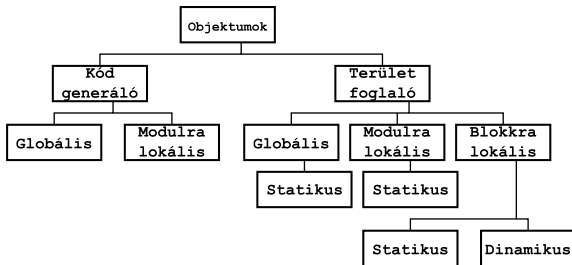 Objektumok
Kód
generáló
Terület
foglaló
Globális
Modulra
lokális
Globális
Modulra
lokális
Blokkra
lokális
Statikus
Statikus
Statikus
Dinamikus